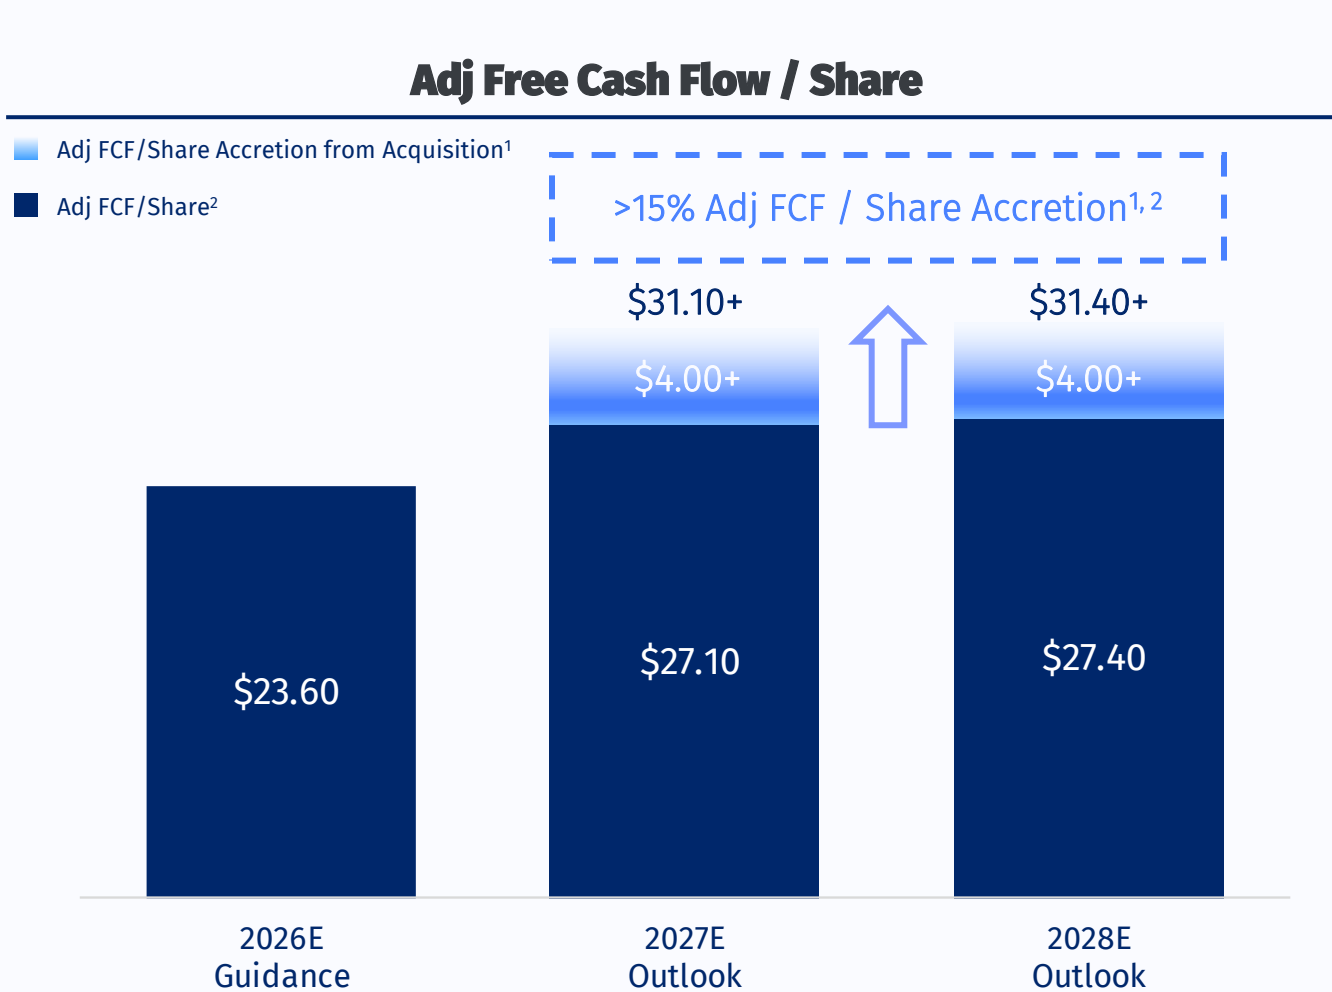 Adj Free Cash Flow / Share
Adj FCF/Share Accretion from Acquisition¹
Adj FCF/Share²
>15% Adj FCF / Share Accretion¹˒ ²
$31.10+
$31.40+
$4.00+
$4.00+
$23.60
$27.10
$27.40
2026E
Guidance
2027E
Outlook
2028E
Outlook